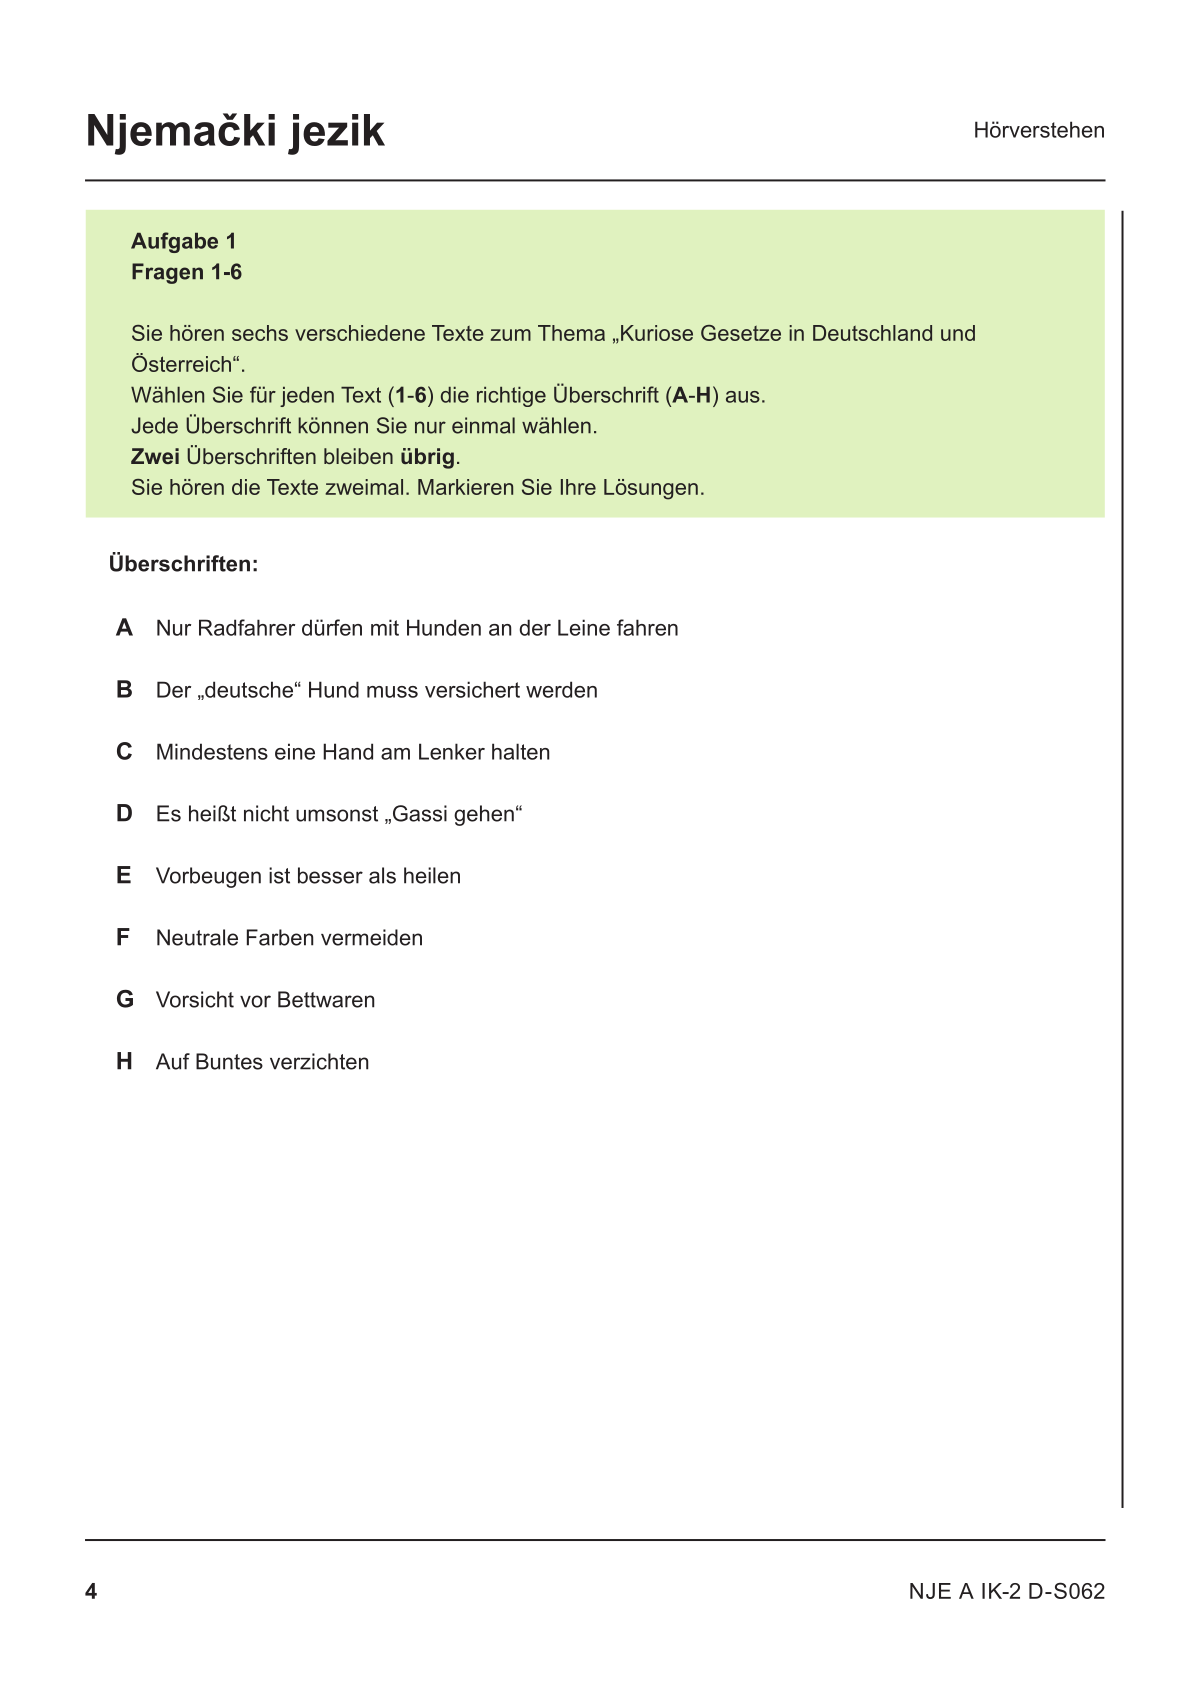 Njemački jezik
Hörverstehen
Aufgabe 1
Fragen 1-6
Sie hören sechs verschiedene Texte zum Thema „Kuriose Gesetze in Deutschland und
Österreich“.
Wählen Sie für jeden Text (1-6) die richtige Überschrift (A-H) aus.
Jede Überschrift können Sie nur einmal wählen.
Zwei Überschriften bleiben übrig.
Sie hören die Texte zweimal. Markieren Sie Ihre Lösungen.
Überschriften:
A Nur Radfahrer dürfen mit Hunden an der Leine fahren
B Der „deutsche“ Hund muss versichert werden
C Mindestens eine Hand am Lenker halten
D Es heißt nicht umsonst „Gassi gehen“
E Vorbeugen ist besser als heilen
F Neutrale Farben vermeiden
G Vorsicht vor Bettwaren
H Auf Buntes verzichten
4
NJE A IK-2 D-S062